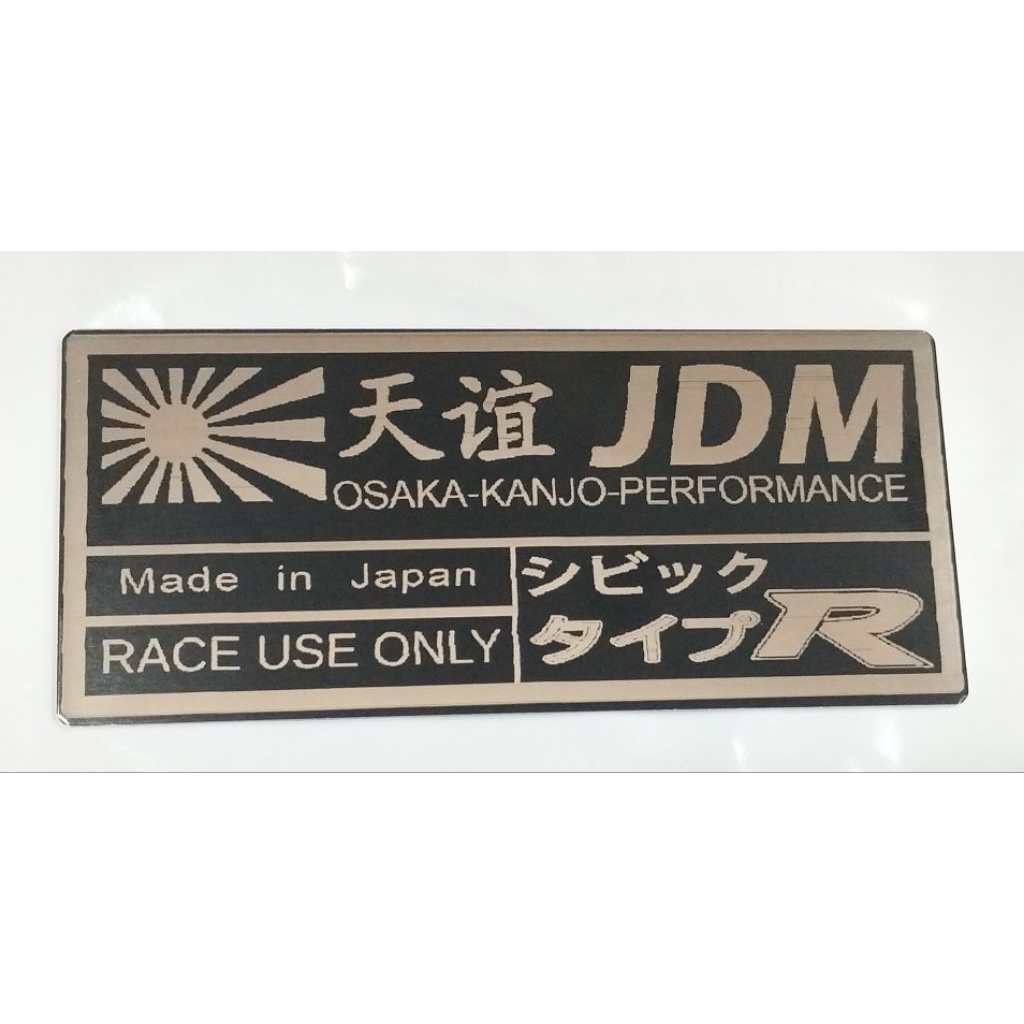 天谊 JDM
OSAKA-KANJO-PERFORMANCE
Made in Japan
RACE USE ONLY
シビック
タイプR